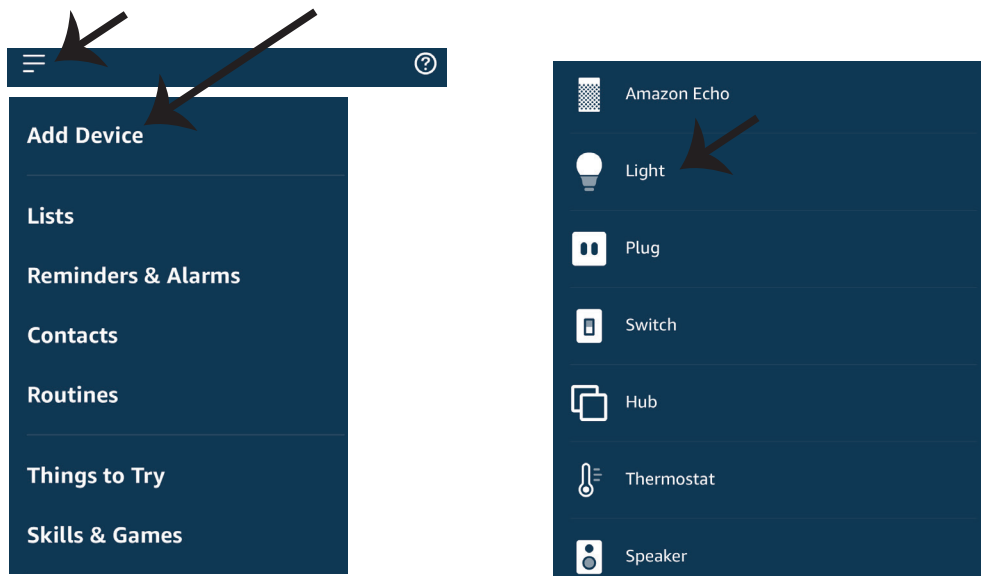 ?
Add Device
Lists
Reminders & Alarms
Contacts
Routines
Things to Try
Skills & Games
Amazon Echo
Light
Plug
Switch
Hub
Thermostat
Speaker